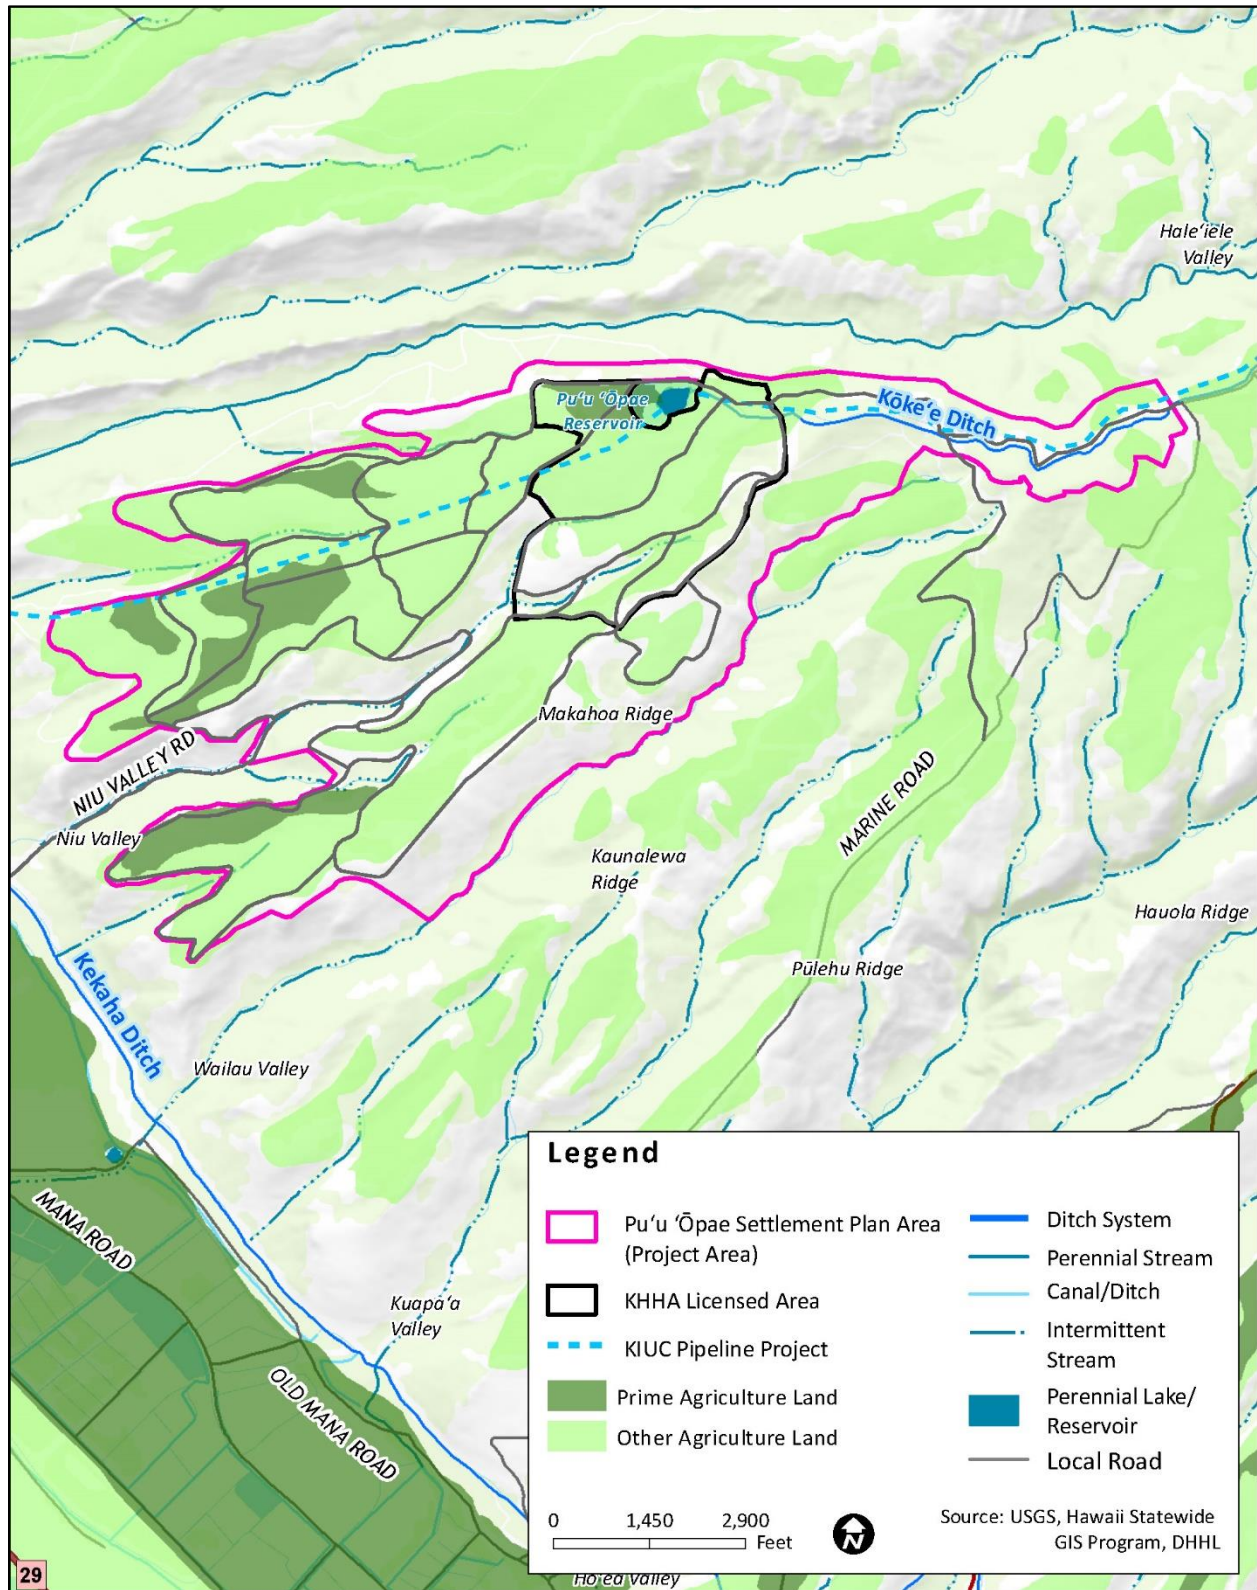 Hale‘iele
Valley
Pu‘u ‘Ōpae
Reservoir
Kōke‘e Ditch
Makahoa Ridge
NIU VALLEY RD
Niu Valley
MARINE ROAD
Kaunalewa
Ridge
Hauola Ridge
Pūlehu Ridge
Kekaha Ditch
Wailau Valley
MANA ROAD
Kuapa‘a
Valley
OLD MANA ROAD
Legend
Pu‘u ‘Ōpae Settlement Plan Area
(Project Area)
KHHA Licensed Area
KIUC Pipeline Project
Prime Agriculture Land
Other Agriculture Land
Ditch System
Perennial Stream
Canal/Ditch
Intermittent
Stream
Perennial Lake/
Reservoir
Local Road
0 1,450 2,900
Feet
N
Source: USGS, Hawaii Statewide
GIS Program, DHHL
Ho‘ea Valley
29